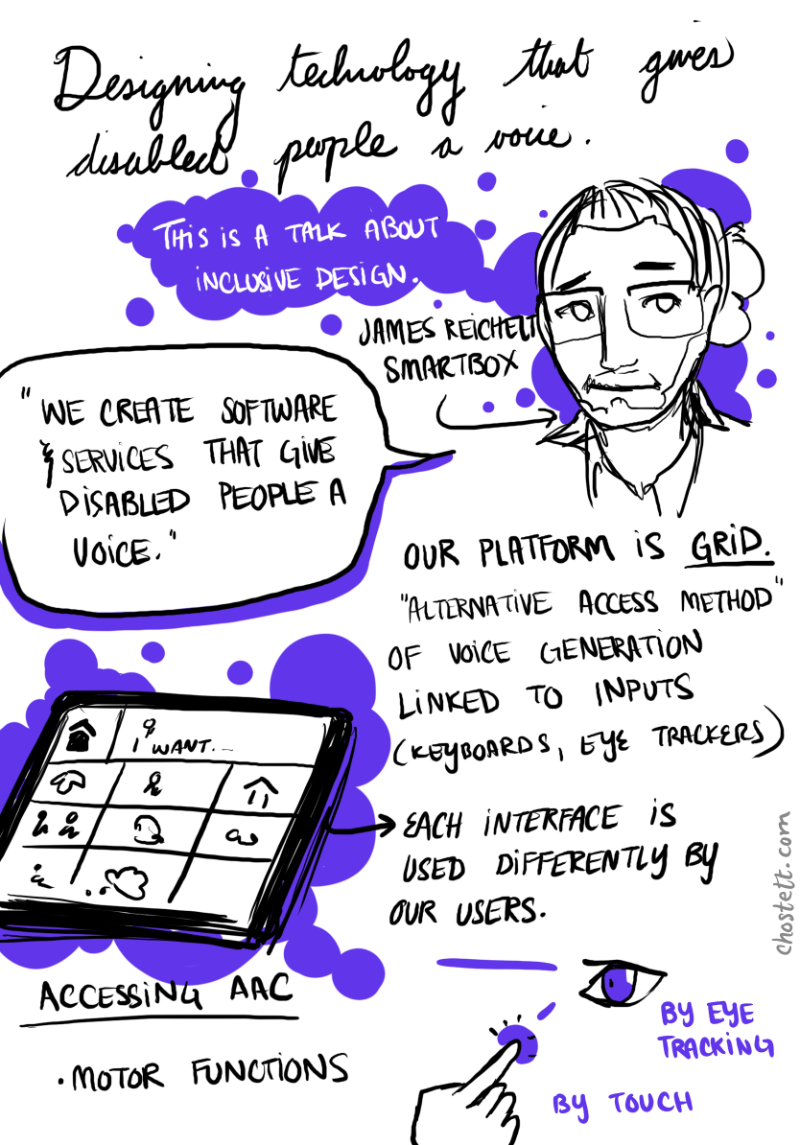 Designing technology that gives
disabled people a voice.
THIS IS A TALK ABOUT
INCLUSIVE DESIGN.
JAMES REICHELT
SMARTBOX
"WE CREATE SOFTWARE
& SERVICES THAT GIVE
DISABLED PEOPLE A
VOICE."
OUR PLATFORM IS GRID.
"ALTERNATIVE ACCESS METHOD"
OF VOICE GENERATION
LINKED TO INPUTS
(KEYBOARDS, EYE TRACKERS)
I WANT...
EACH INTERFACE IS
USED DIFFERENTLY BY
OUR USERS.
chostett.com
ACCESSING AAC
• MOTOR FUNCTIONS
BY EYE
TRACKING
BY TOUCH